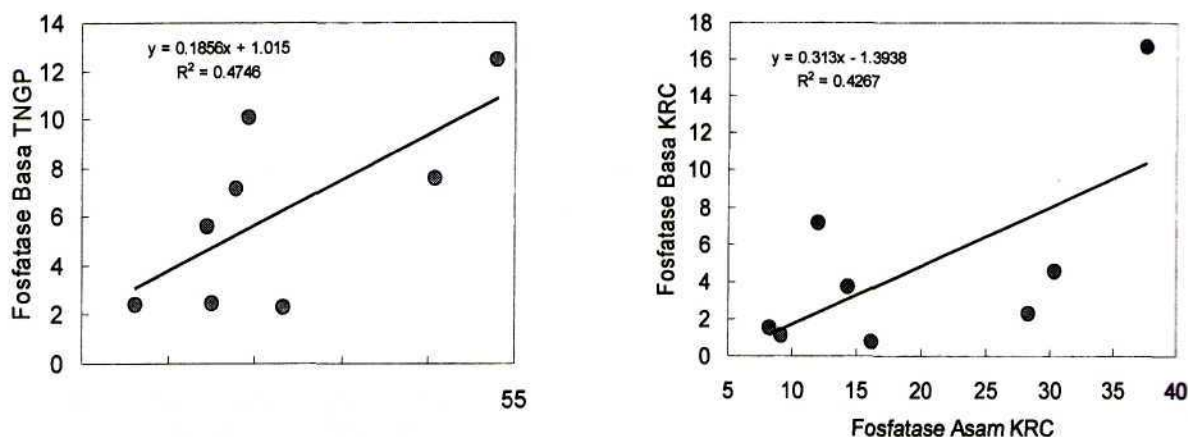 14
12
10
8
6
4
2
0
Fosfatase Basa TNGP
y = 0.1856x + 1.015
R² = 0.4746
55
18
16
14
12
10
8
6
4
2
0
Fosfatase Basa KRC
y = 0.313x - 1.3938
R² = 0.4267
5 10 15 20 25 30 35 40
Fosfatase Asam KRC